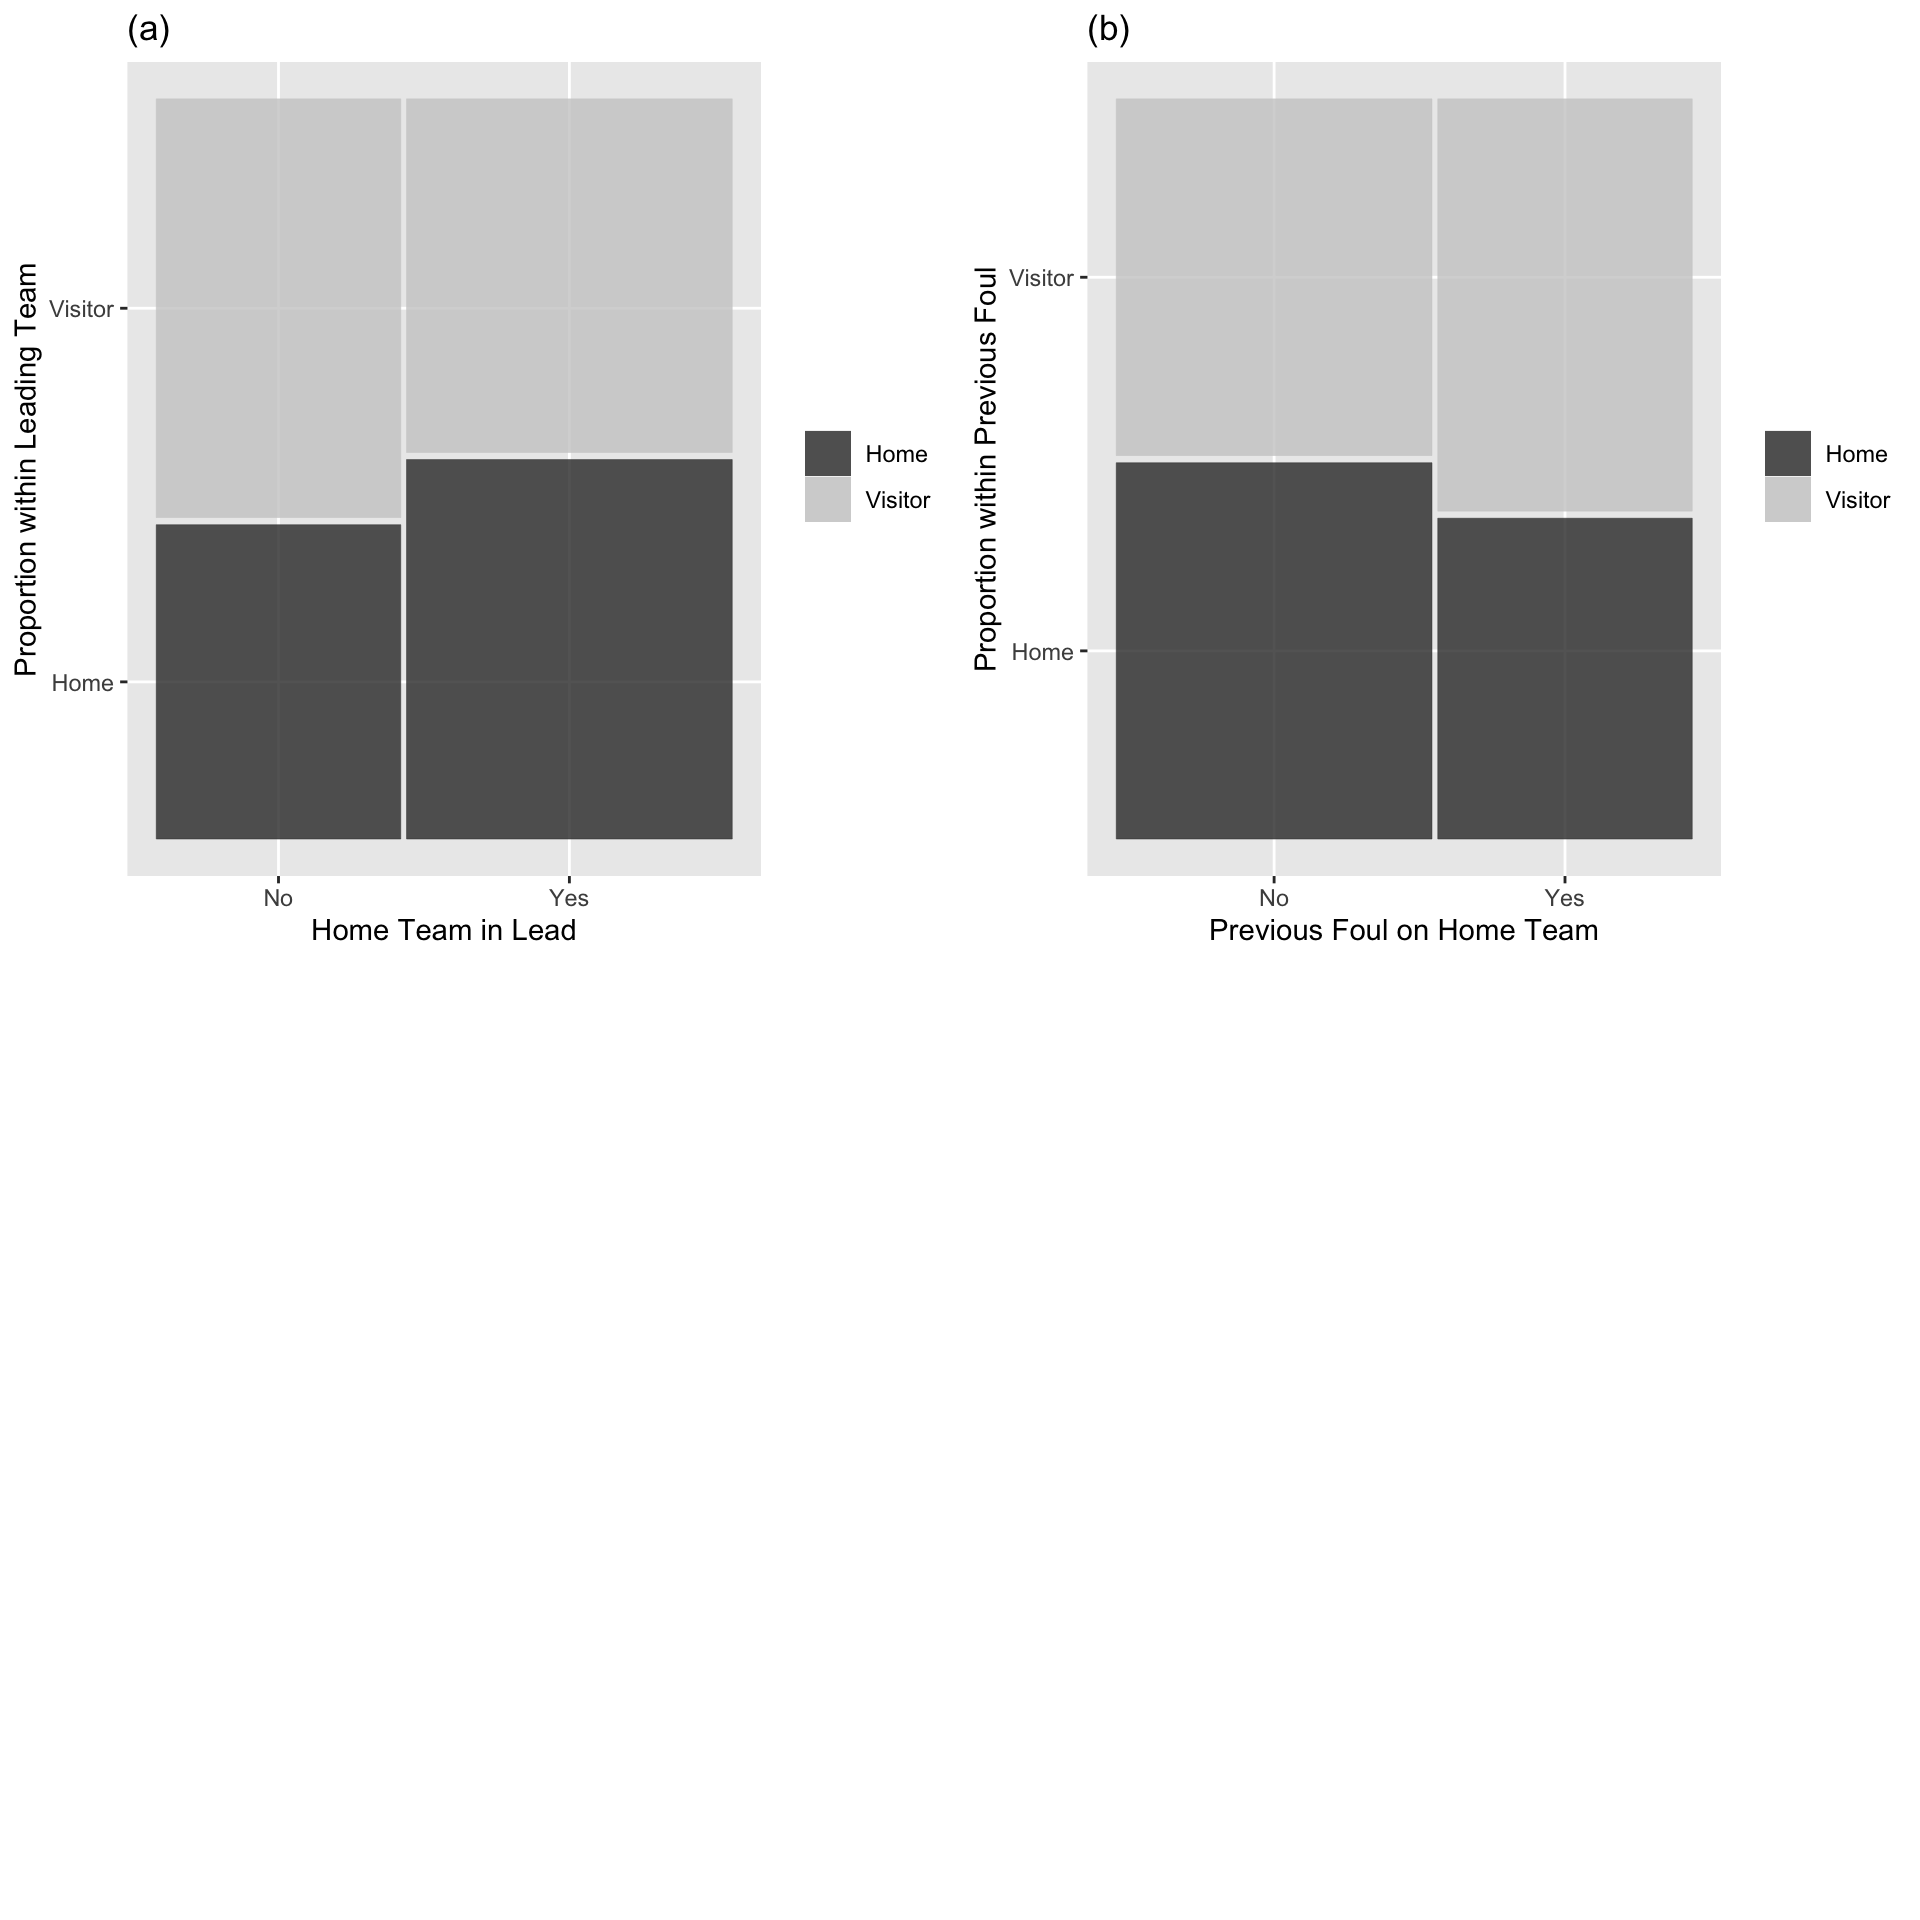 (a)
Proportion within Leading Team
Visitor
Home
No
Yes
Home Team in Lead
Home
Visitor
(b)
Proportion within Previous Foul
Visitor
Home
No
Yes
Previous Foul on Home Team
Home
Visitor